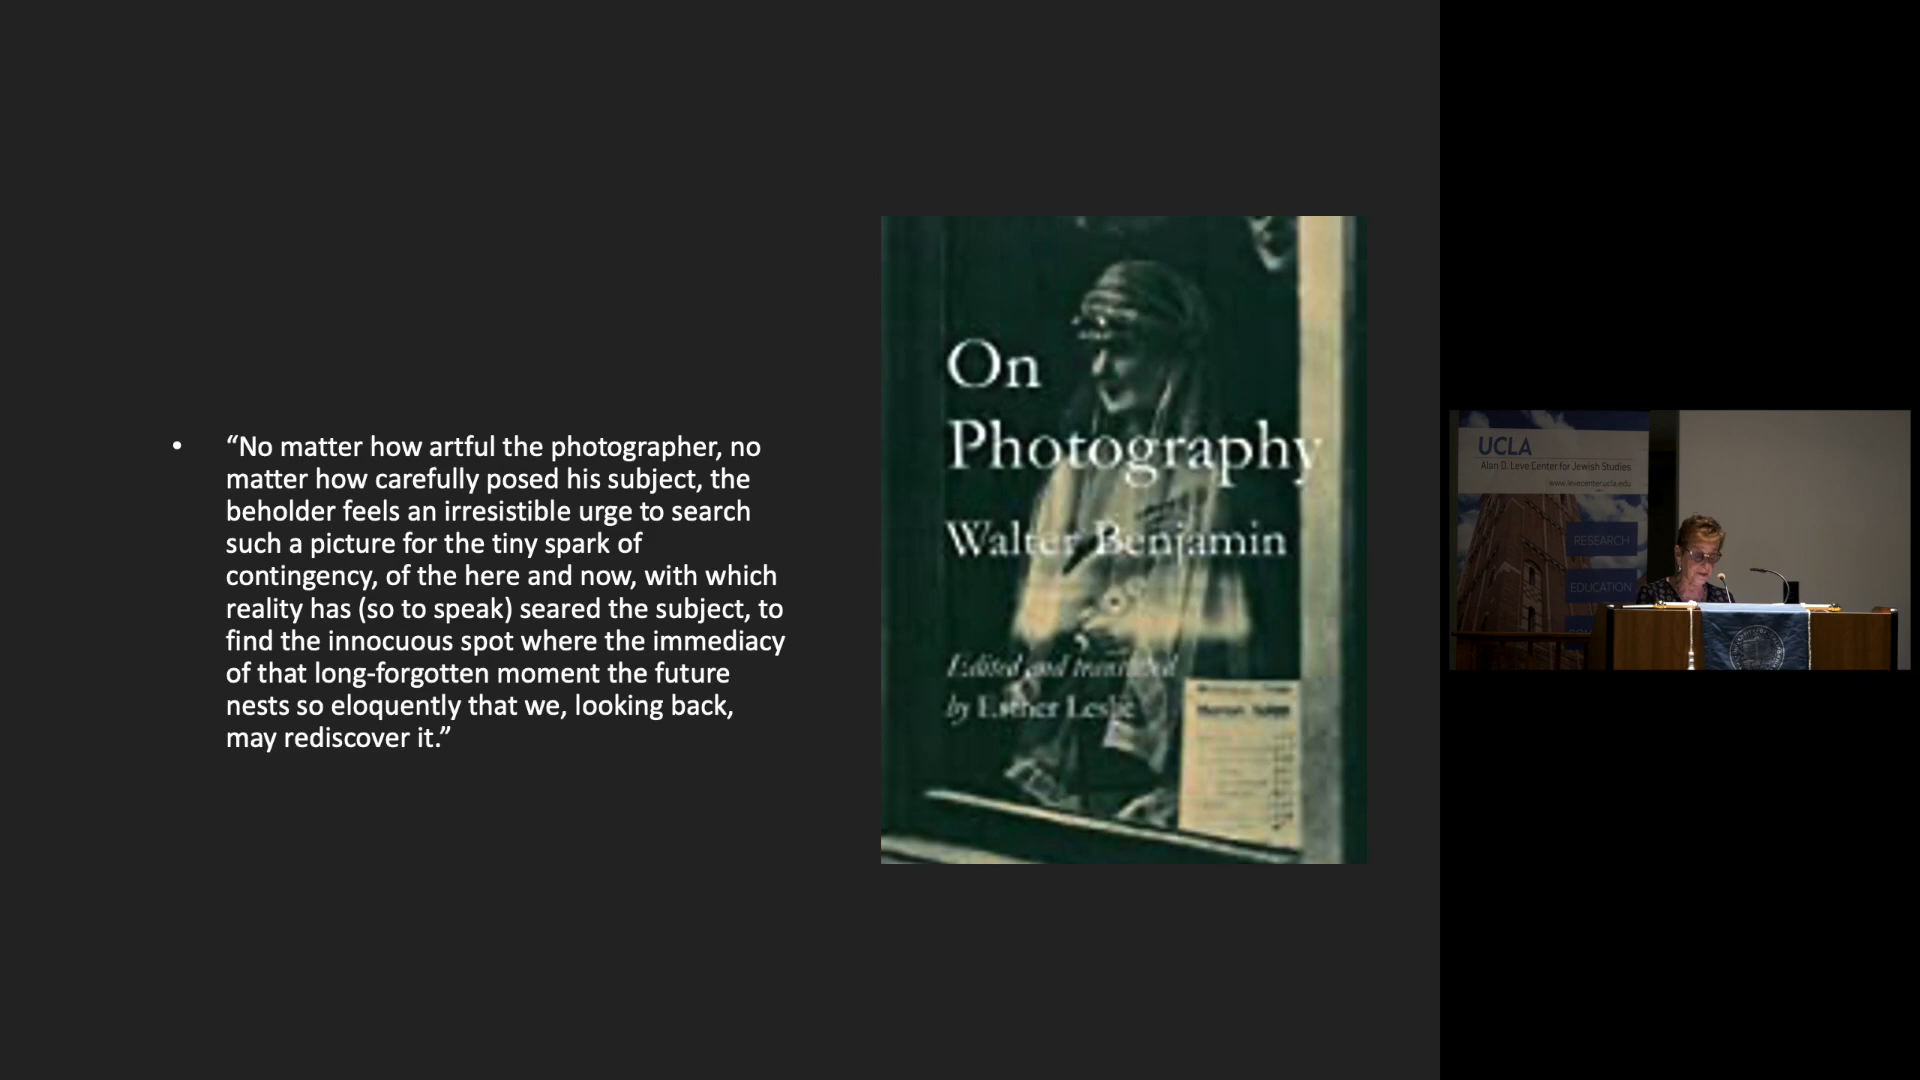 • “No matter how artful the photographer, no
matter how carefully posed his subject, the
beholder feels an irresistible urge to search
such a picture for the tiny spark of
contingency, of the here and now, with which
reality has (so to speak) seared the subject, to
find the innocuous spot where the immediacy
of that long-forgotten moment the future
nests so eloquently that we, looking back,
may rediscover it.”
On
Photography
Walter Benjamin
Edited and translated
by Esther Leslie
UCLA
Alan D. Leve Center for Jewish Studies
www.levecenter.ucla.edu
RESEARCH
EDUCATION